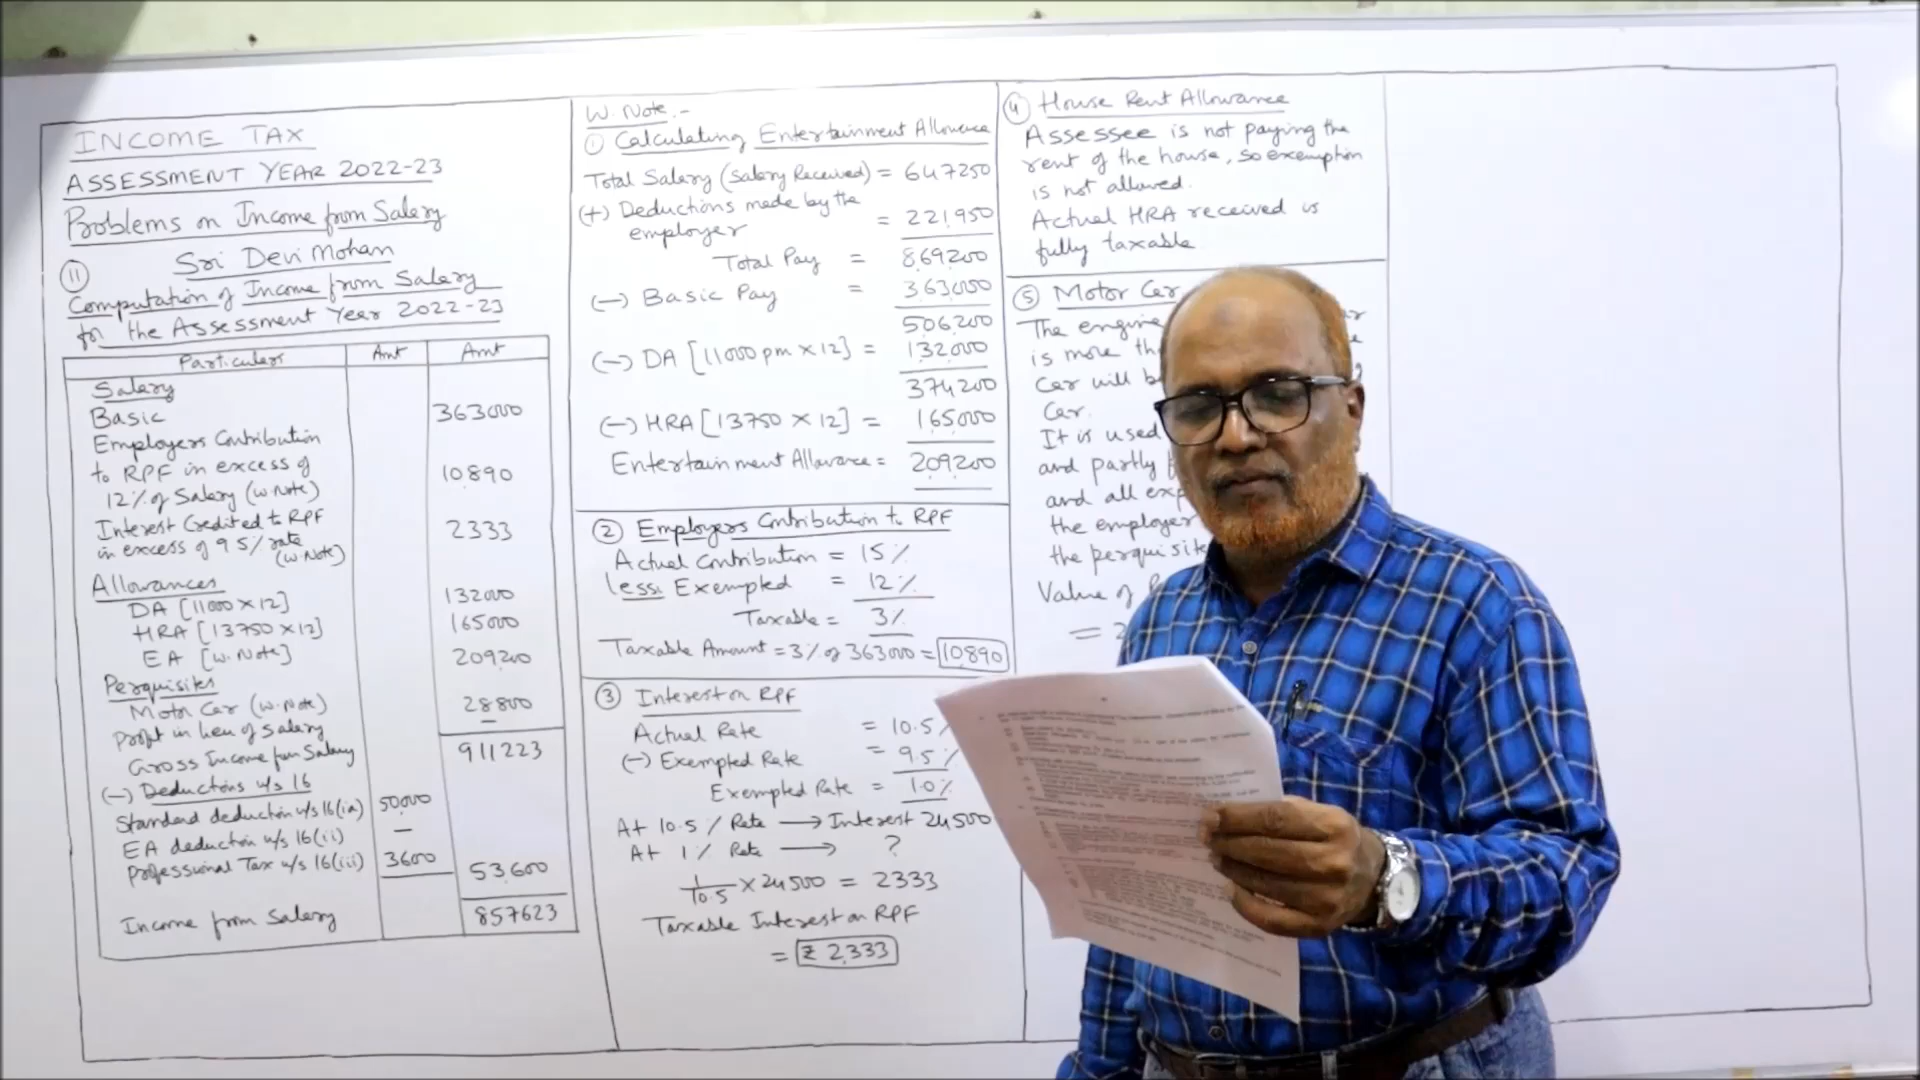 INCOME TAX
ASSESSMENT YEAR 2022-23
Problems on Income from Salary
11 Sri Devi Mohan
Computation of Income from Salary
for the Assessment Year 2022-23
Particulars Amt Amt
Salary
Basic 363000
Employers Contribution
to RPF in excess of 10890
12% of Salary (W.Note)
Interest Credited to RPF 2333
in excess of 9.5% rate
(W.Note)
Allowances
DA [11000 x 12] 132000
HRA [13750 x 12] 165000
EA [W.Note] 209200
Perquisites
Motor Car (W.Note) 28800
Profit in lieu of Salary —
Gross Income from Salary 911223
(-) Deductions u/s 16
Standard deduction u/s 16(ia) 50,000
EA deduction u/s 16(ii) —
Professional Tax u/s 16(iii) 3600 53,600
Income from Salary 857623
W. Note :-
1 Calculating Entertainment Allowance
Total Salary (Salary Received) = 647250
(+) Deductions made by the
employer = 221950
Total Pay = 869200
(-) Basic Pay = 363000
506200
(-) DA [11000 pm x 12] = 132000
374200
(-) HRA [13750 x 12] = 165000
Entertainment Allowance = 209200
2 Employers Contribution to RPF
Actual Contribution = 15%
less: Exempted = 12%
Taxable = 3%
Taxable Amount = 3% of 363000 = 10890
3 Interest on RPF
Actual Rate = 10.5%
(-) Exempted Rate = 9.5%
Exempted Rate = 1.0%
At 10.5% Rate → Interest 24500
At 1% Rate → ?
1/10.5 x 24500 = 2333
Taxable Interest on RPF
= ₹ 2,333
4 House Rent Allowance
Assessee is not paying the
rent of the house, so exemption
is not allowed.
Actual HRA received is
fully taxable
5 Motor Car
The engine
is more
Car will
Car.
It is used
and partly
and all
the employer
the perquisite
Value of
=